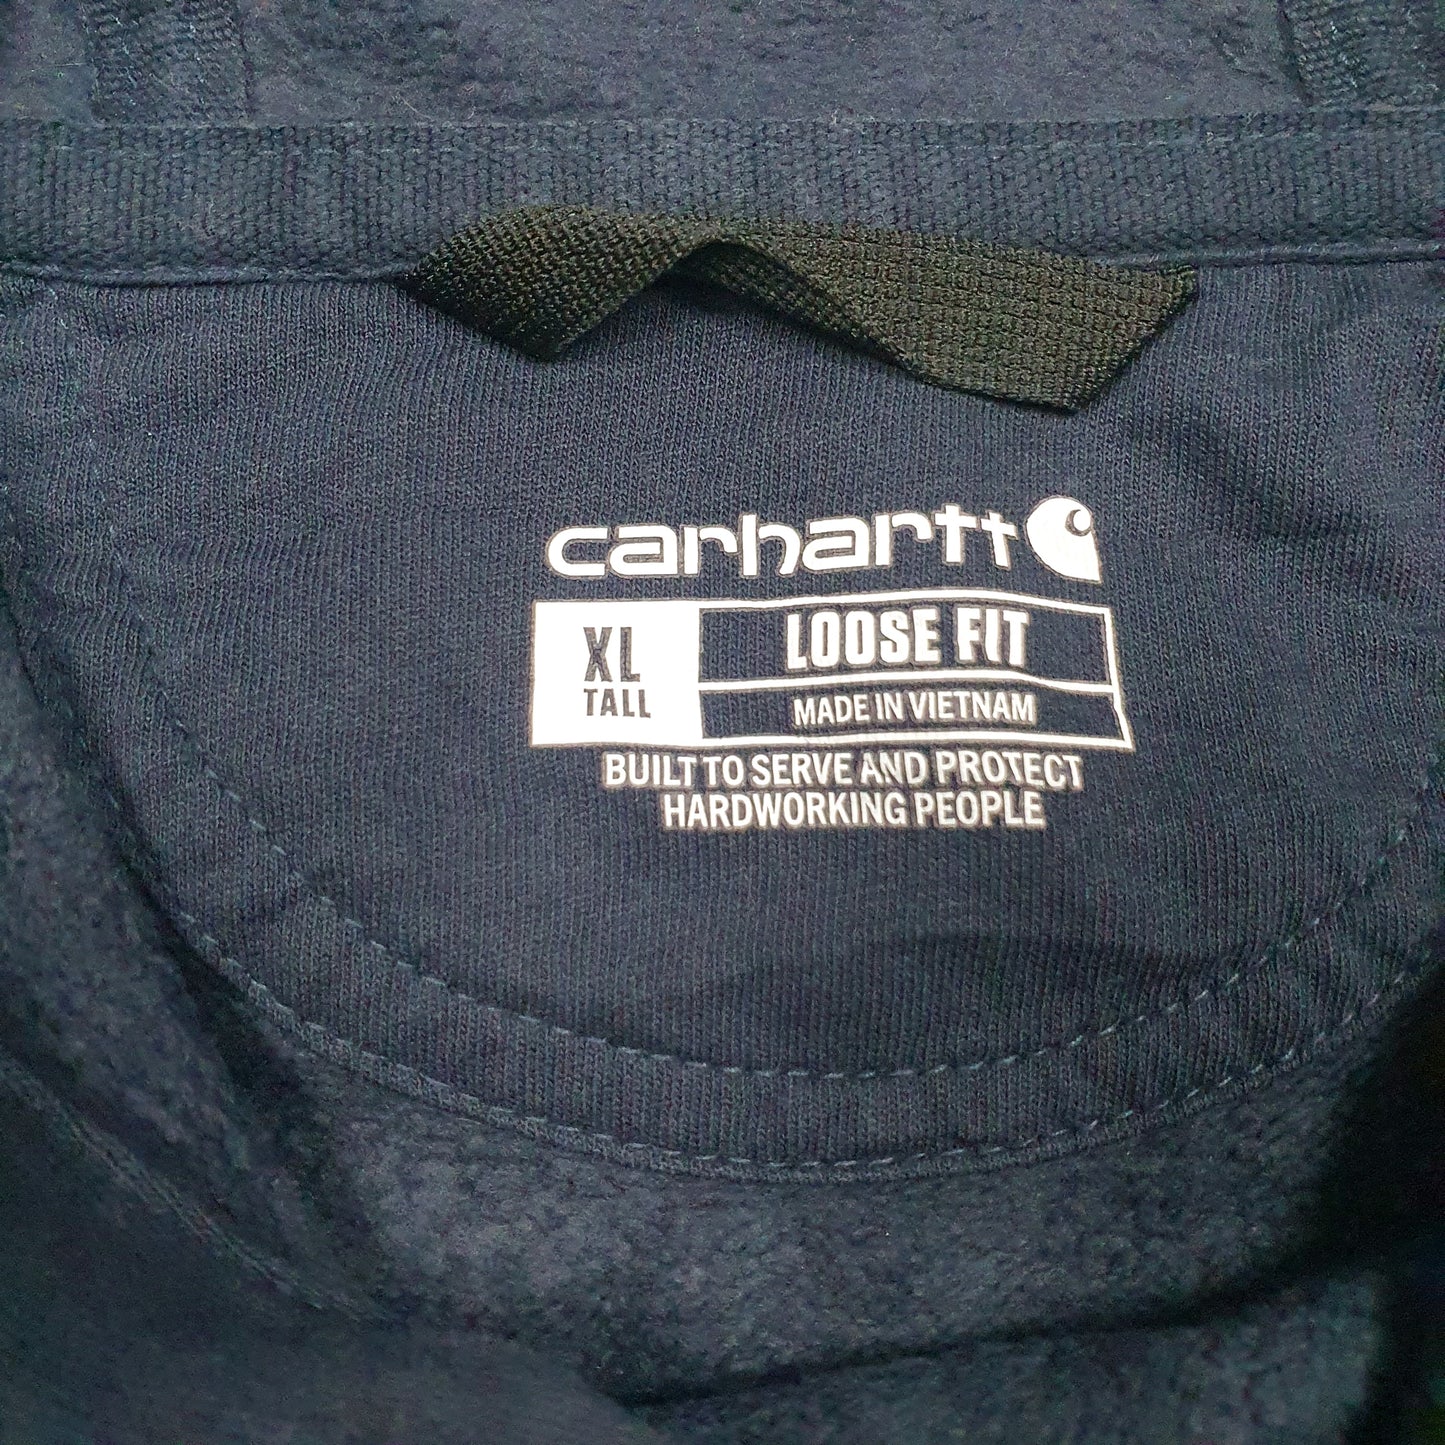 carhartt
XL
TALL
LOOSE FIT
MADE IN VIETNAM
BUILT TO SERVE AND PROTECT
HARDWORKING PEOPLE